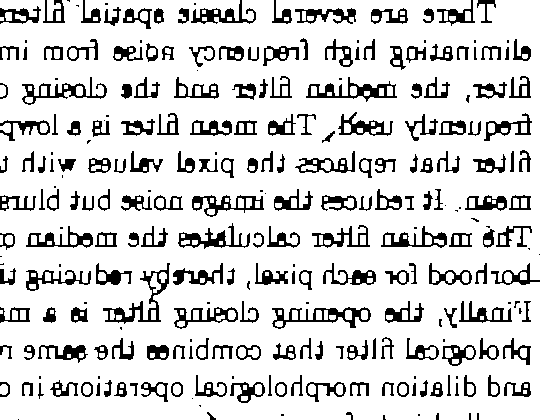 There are several classic spatial filters
eliminating high frequency noise from im
filter, the median filter and the closing o
frequently used. The mean filter is a lowp
filter that replaces the pixel values with t
mean. It reduces the image noise but blurs
The median filter calculates the median o
borhood for each pixel, thereby reducing t
Finally, the opening closing filter is a ma
phological filter that combines the same
and dilation morphological operations in o